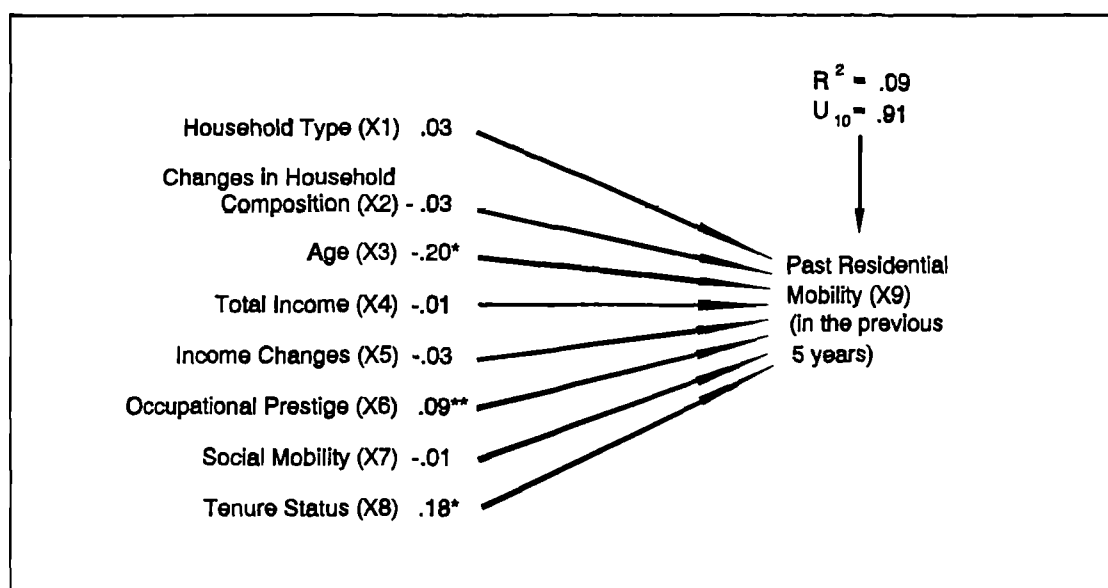 R² = .09
U₁₀= .91
Household Type (X1) .03
Changes in Household
Composition (X2) -.03
Age (X3) -.20*
Total Income (X4) -.01
Income Changes (X5) -.03
Occupational Prestige (X6) .09**
Social Mobility (X7) -.01
Tenure Status (X8) .18*
Past Residential
Mobility (X9)
(in the previous
5 years)